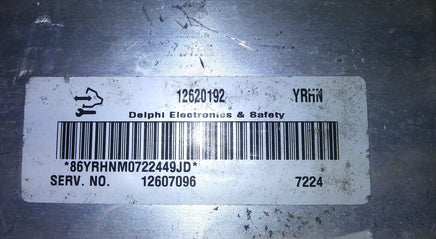 12620192 YRHN
Delphi Electronics & Safety
*86YRHNM0722449JD*
SERV. NO. 12607096 7224